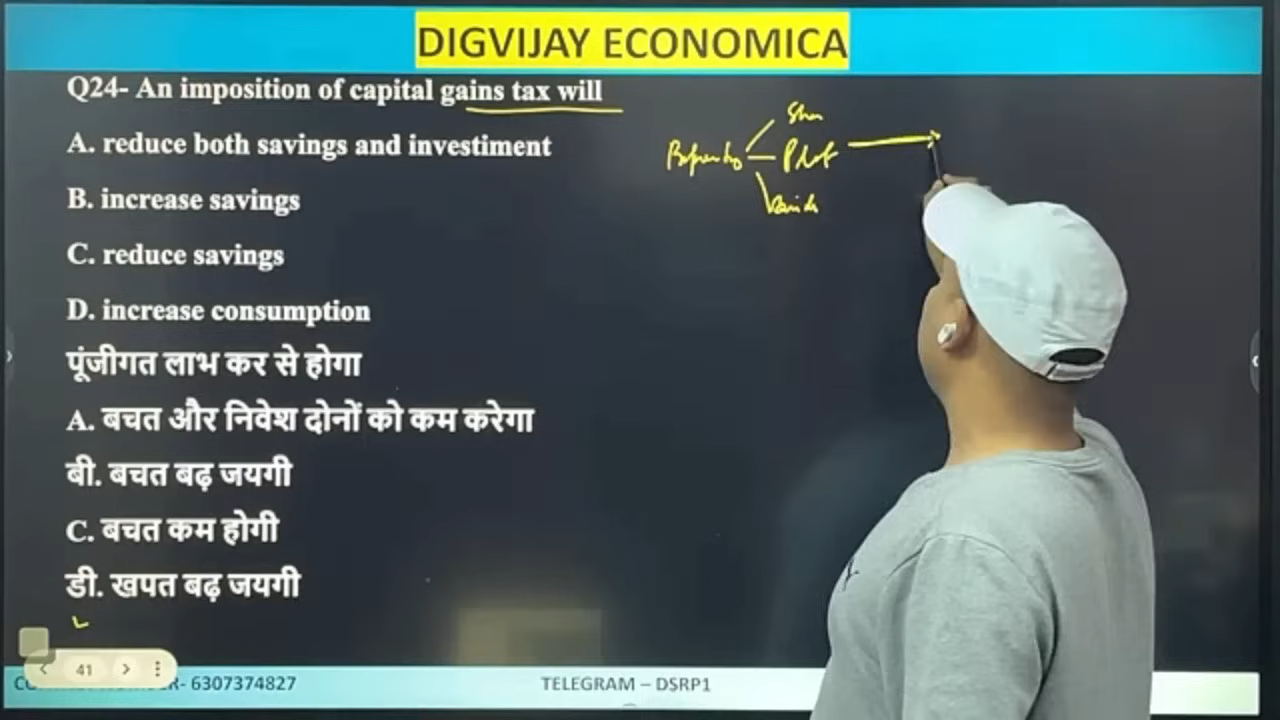 DIGVIJAY ECONOMICA
Q24- An imposition of capital gains tax will
A. reduce both savings and investiment
B. increase savings
C. reduce savings
D. increase consumption
पूंजीगत लाभ कर से होगा
A. बचत और निवेश दोनों को कम करेगा
बी. बचत बढ़ जयगी
C. बचत कम होगी
डी. खपत बढ़ जयगी
41
6307374827
TELEGRAM – DSRP1